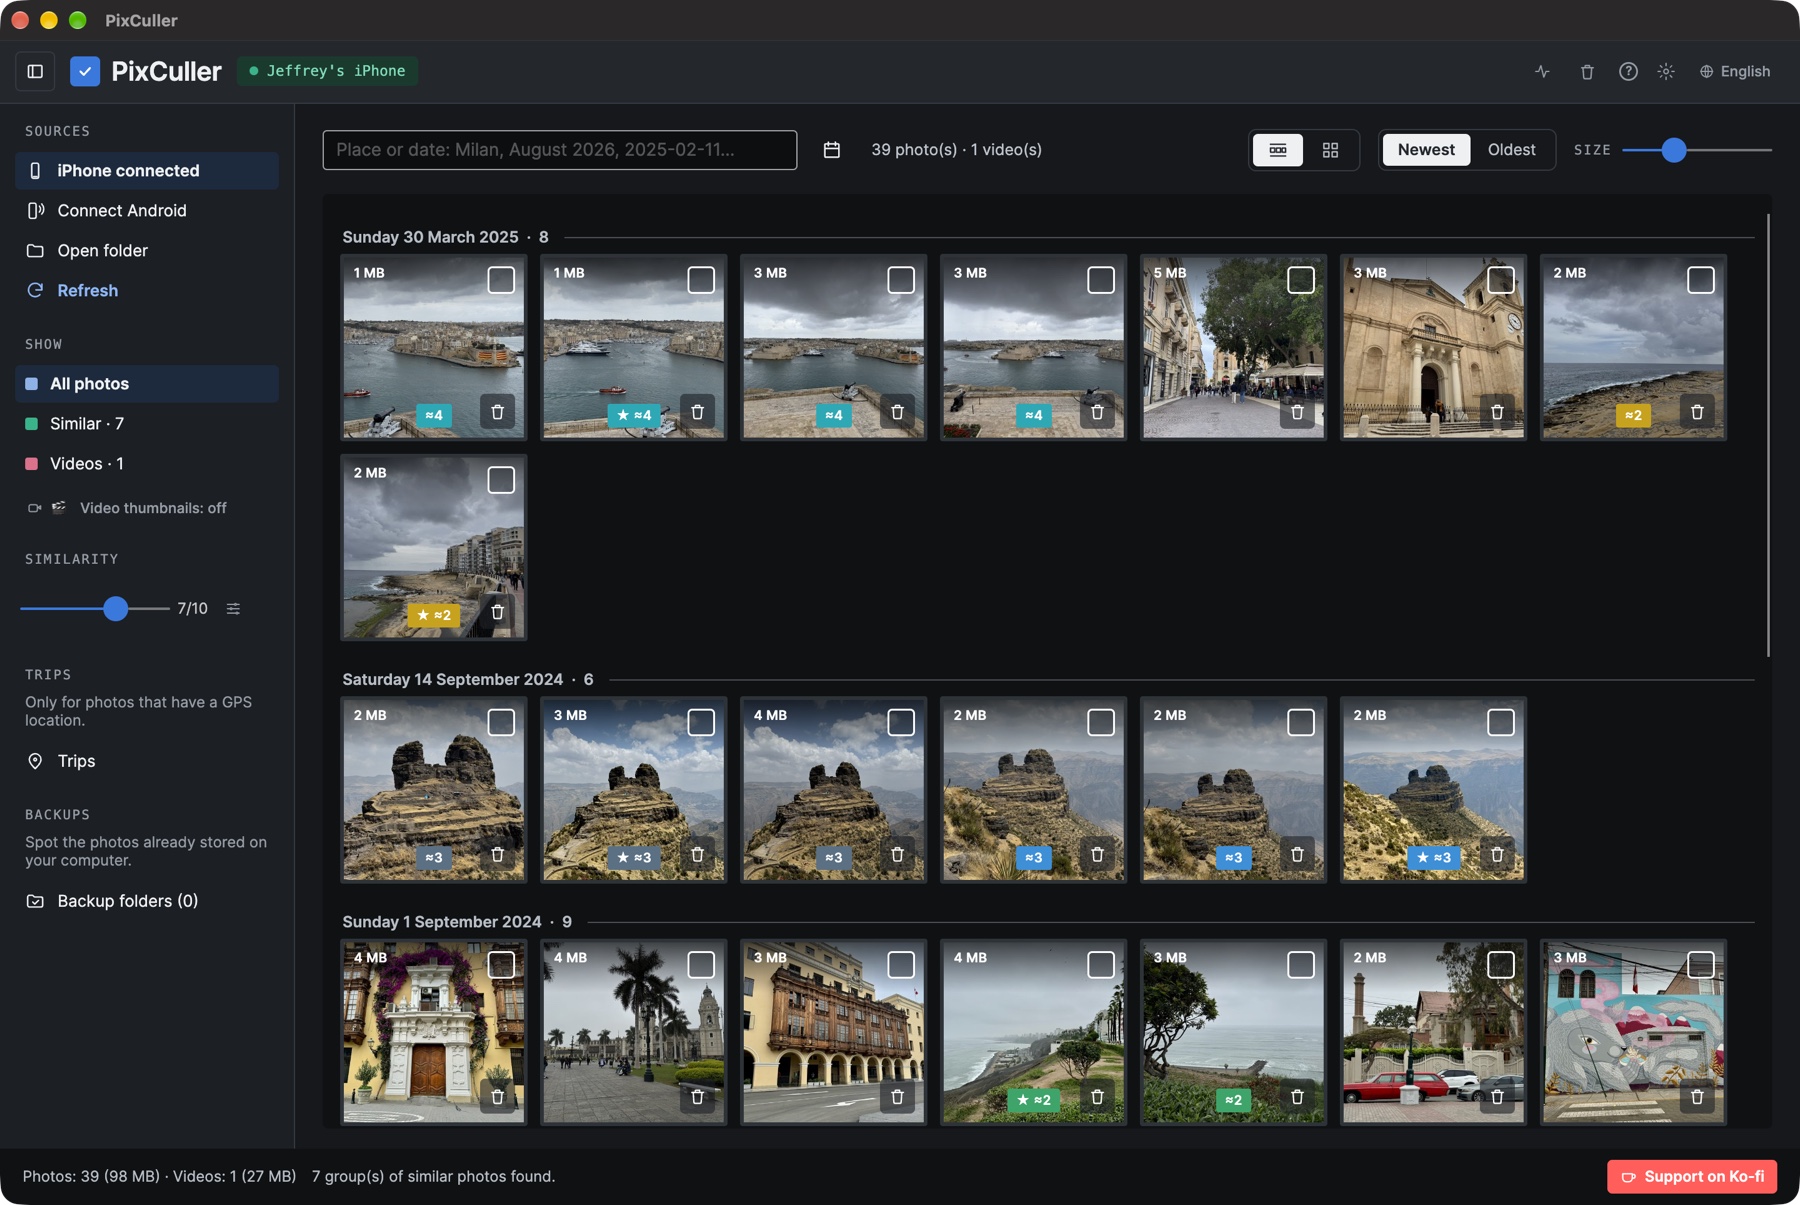 PixCuller
PixCuller
Jeffrey's iPhone
English
SOURCES
iPhone connected
Connect Android
Open folder
Refresh
SHOW
All photos
Similar · 7
Videos · 1
Video thumbnails: off
SIMILARITY
7/10
TRIPS
Only for photos that have a GPS
location.
Trips
BACKUPS
Spot the photos already stored on
your computer.
Backup folders (0)
Place or date: Milan, August 2026, 2025-02-11...
39 photo(s) · 1 video(s)
Newest
Oldest
SIZE
Sunday 30 March 2025 · 8
1 MB
≈4
1 MB
★ ≈4
3 MB
≈4
3 MB
≈4
5 MB
3 MB
2 MB
≈2
2 MB
★ ≈2
Saturday 14 September 2024 · 6
2 MB
≈3
3 MB
★ ≈3
4 MB
≈3
2 MB
≈3
2 MB
≈3
2 MB
★ ≈3
Sunday 1 September 2024 · 9
4 MB
4 MB
3 MB
4 MB
★ ≈2
3 MB
≈2
2 MB
3 MB
Photos: 39 (98 MB) · Videos: 1 (27 MB)
7 group(s) of similar photos found.
Support on Ko-fi